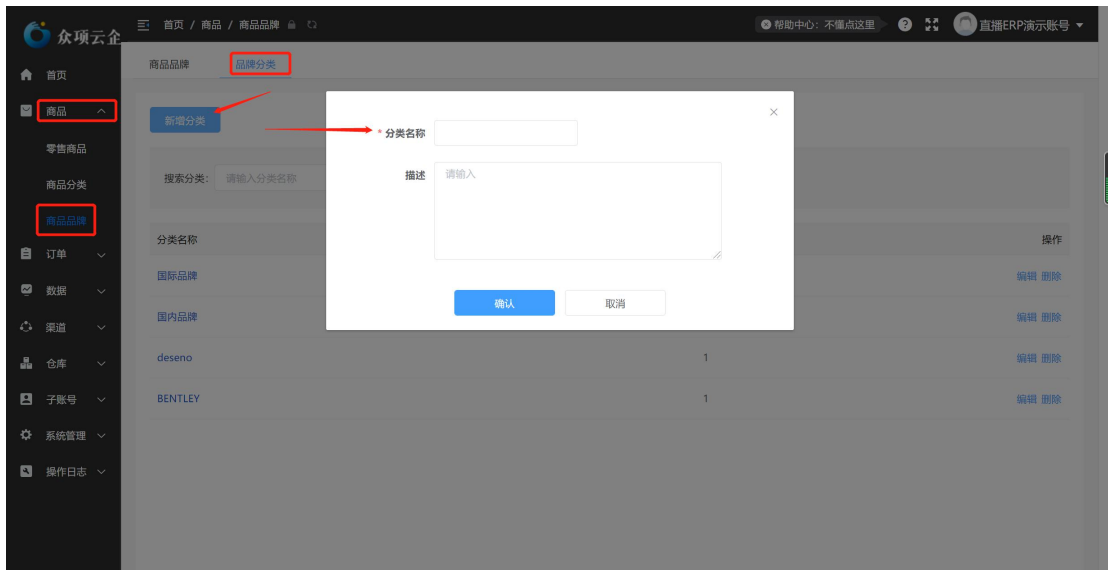 众项云企
首页 / 商品 / 商品品牌
帮助中心：不懂点这里
直播ERP演示账号
商品品牌
品牌分类
首页
商品
零售商品
商品分类
商品品牌
订单
数据
渠道
仓库
子账号
系统管理
操作日志
新增分类
搜索分类：
请输入分类名称
* 分类名称
描述
请输入
确认
取消
分类名称
操作
国际品牌
编辑 删除
国内品牌
编辑 删除
deseno 1 编辑 删除
BENTLEY 1 编辑 删除